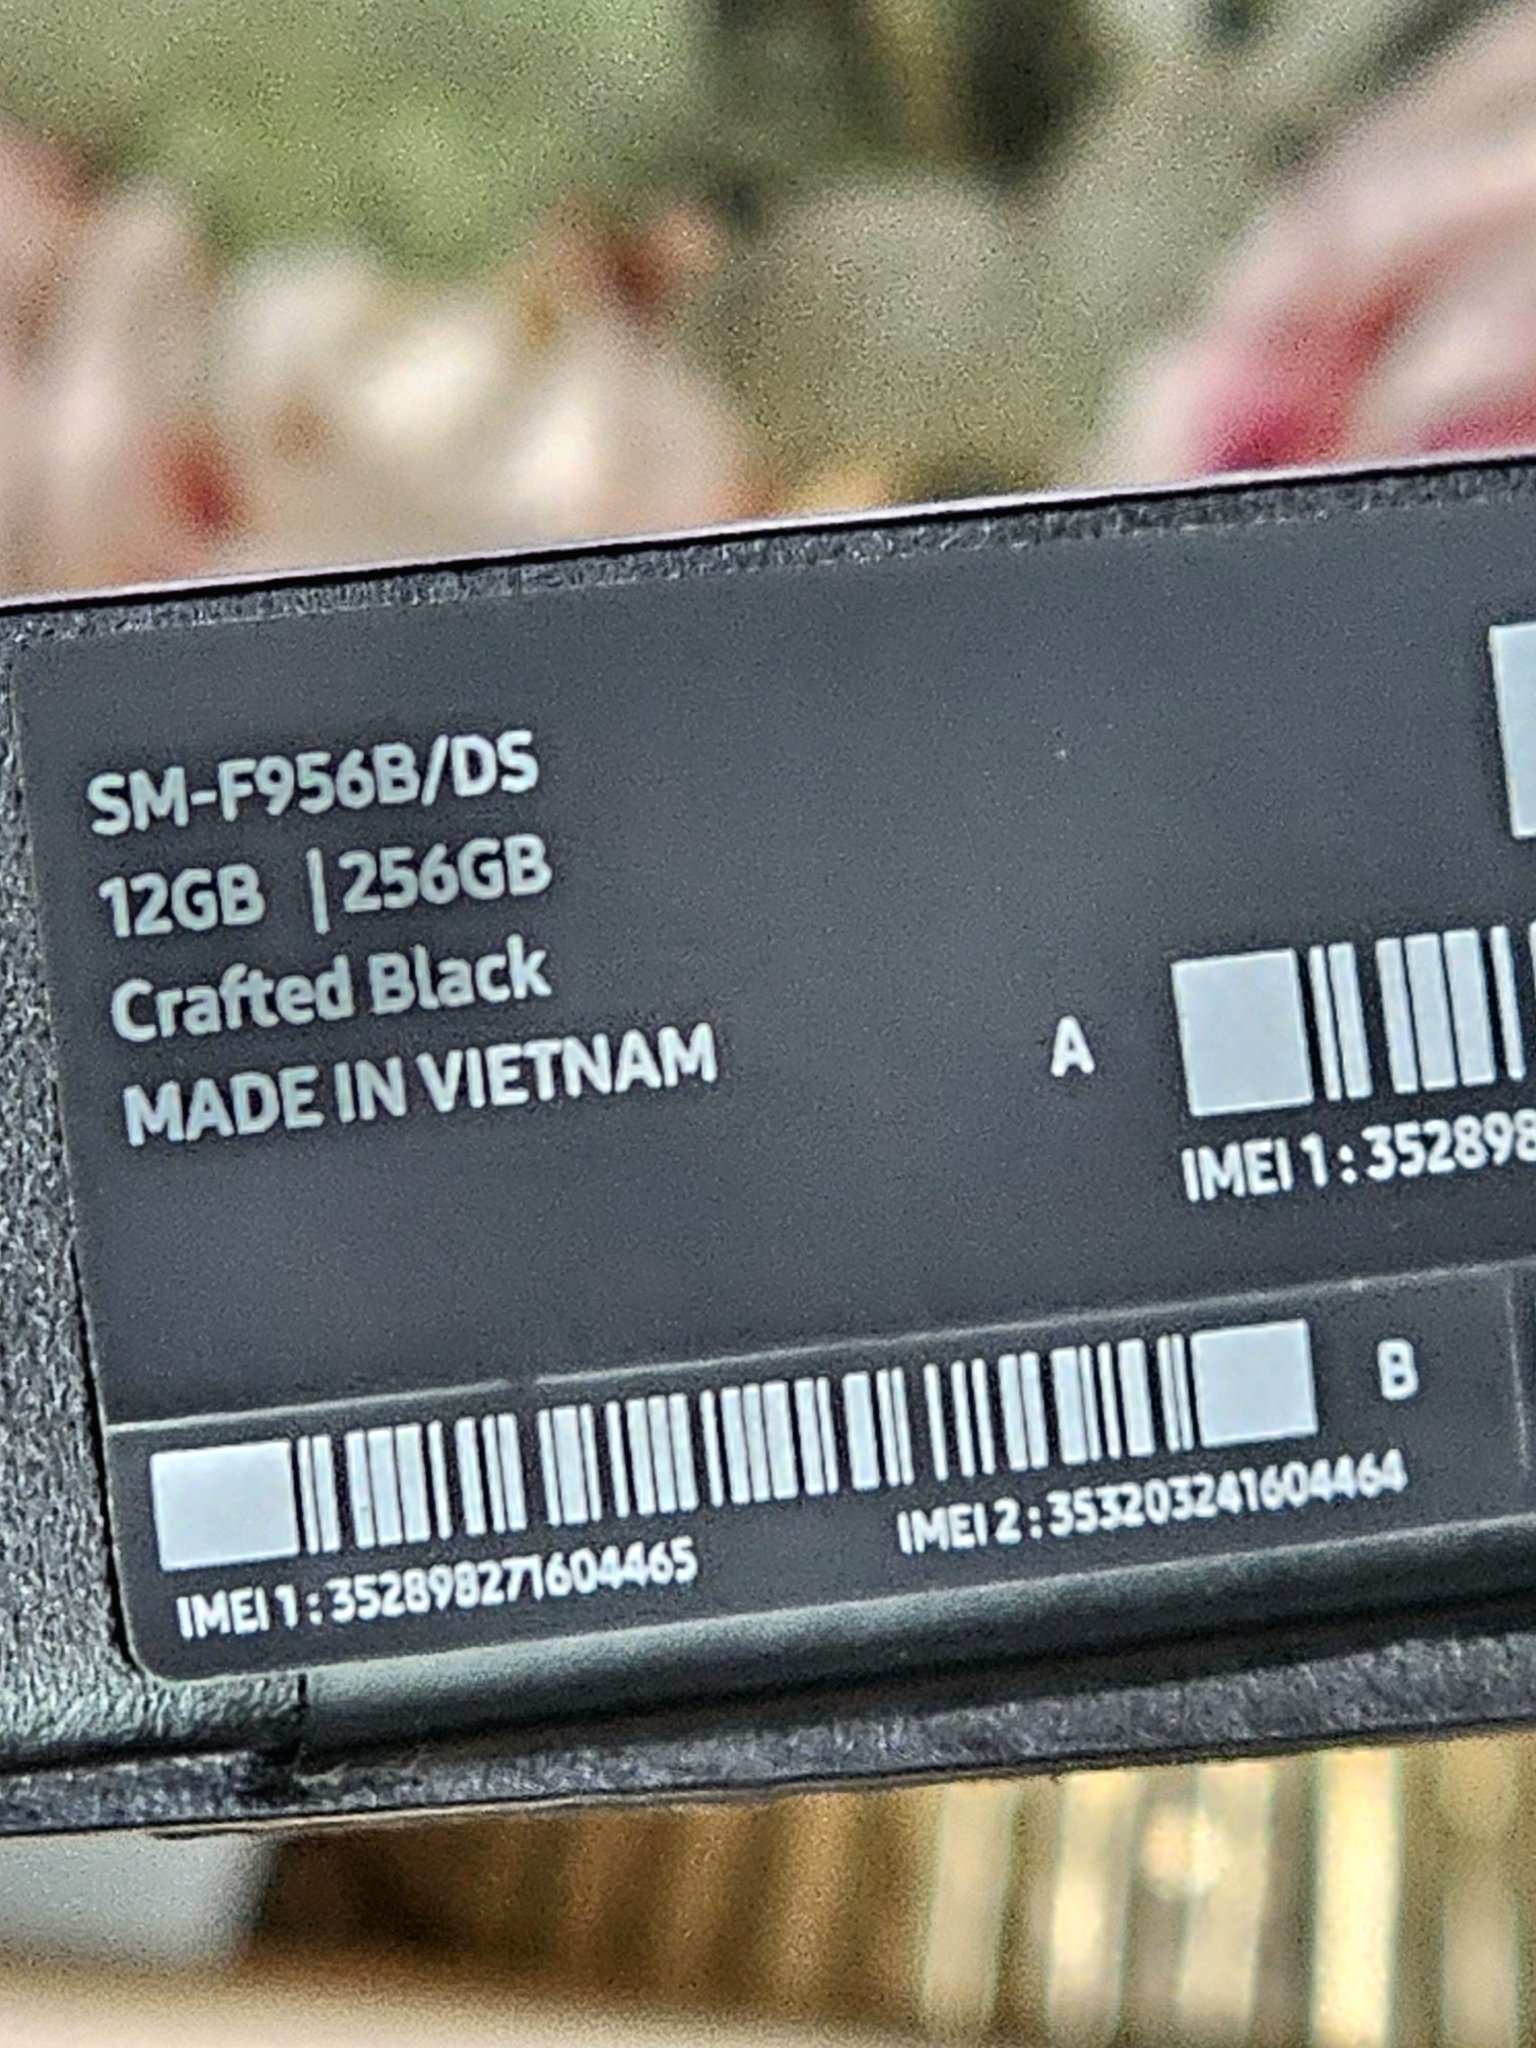 SM-F956B/DS
12GB | 256GB
Crafted Black
MADE IN VIETNAM
A
IMEI 1 : 352898
B
IMEI 1 : 352898271604465
IMEI 2 : 353203241604464